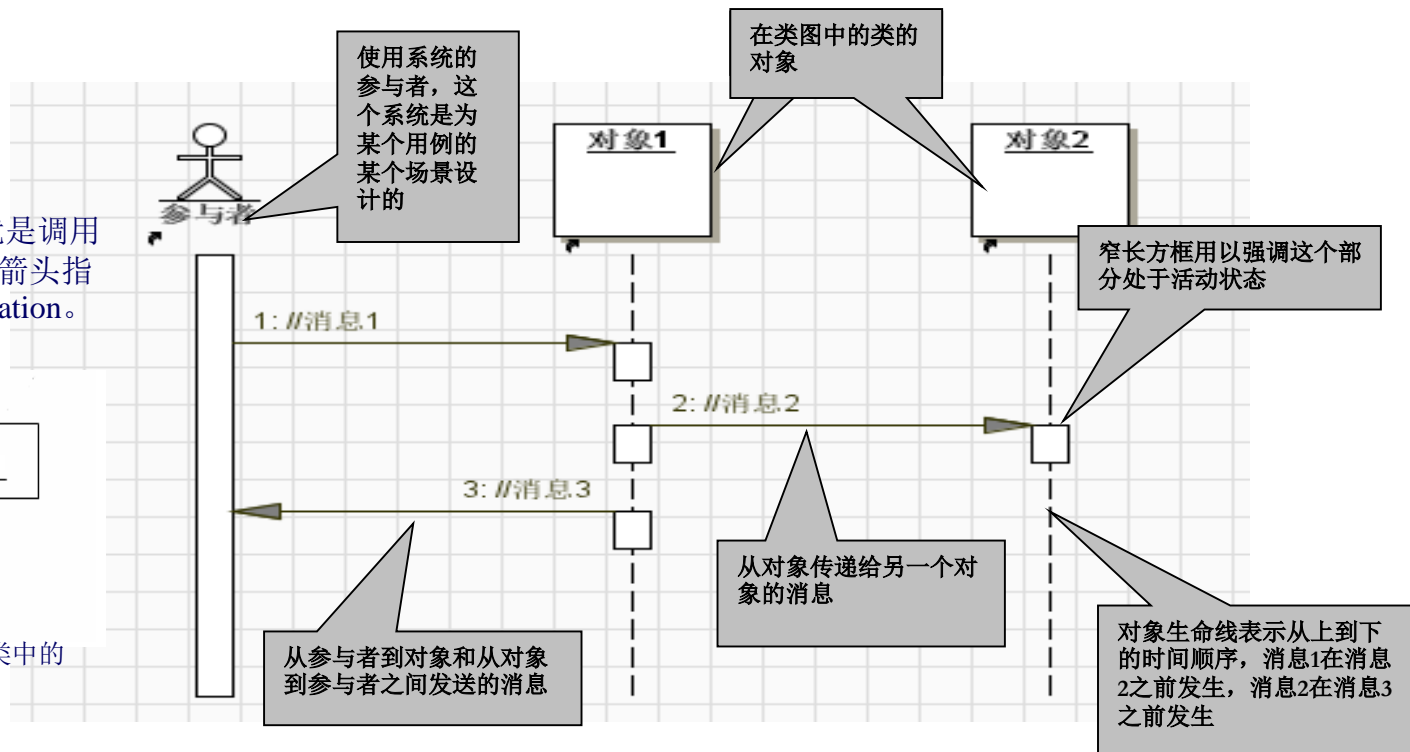 使用系统的
参与者，这
个系统是为
某个用例的
某个场景设
计的
在类图中的类的
对象
对象1
对象2
参与者
是调用
箭头指
ation。
窄长方框用以强调这个部
分处于活动状态
1: //消息1
2: //消息2
3: //消息3
从对象传递给另一个对
象的消息
类中的
从参与者到对象和从对象
到参与者之间发送的消息
对象生命线表示从上到下
的时间顺序，消息1在消息
2之前发生，消息2在消息3
之前发生